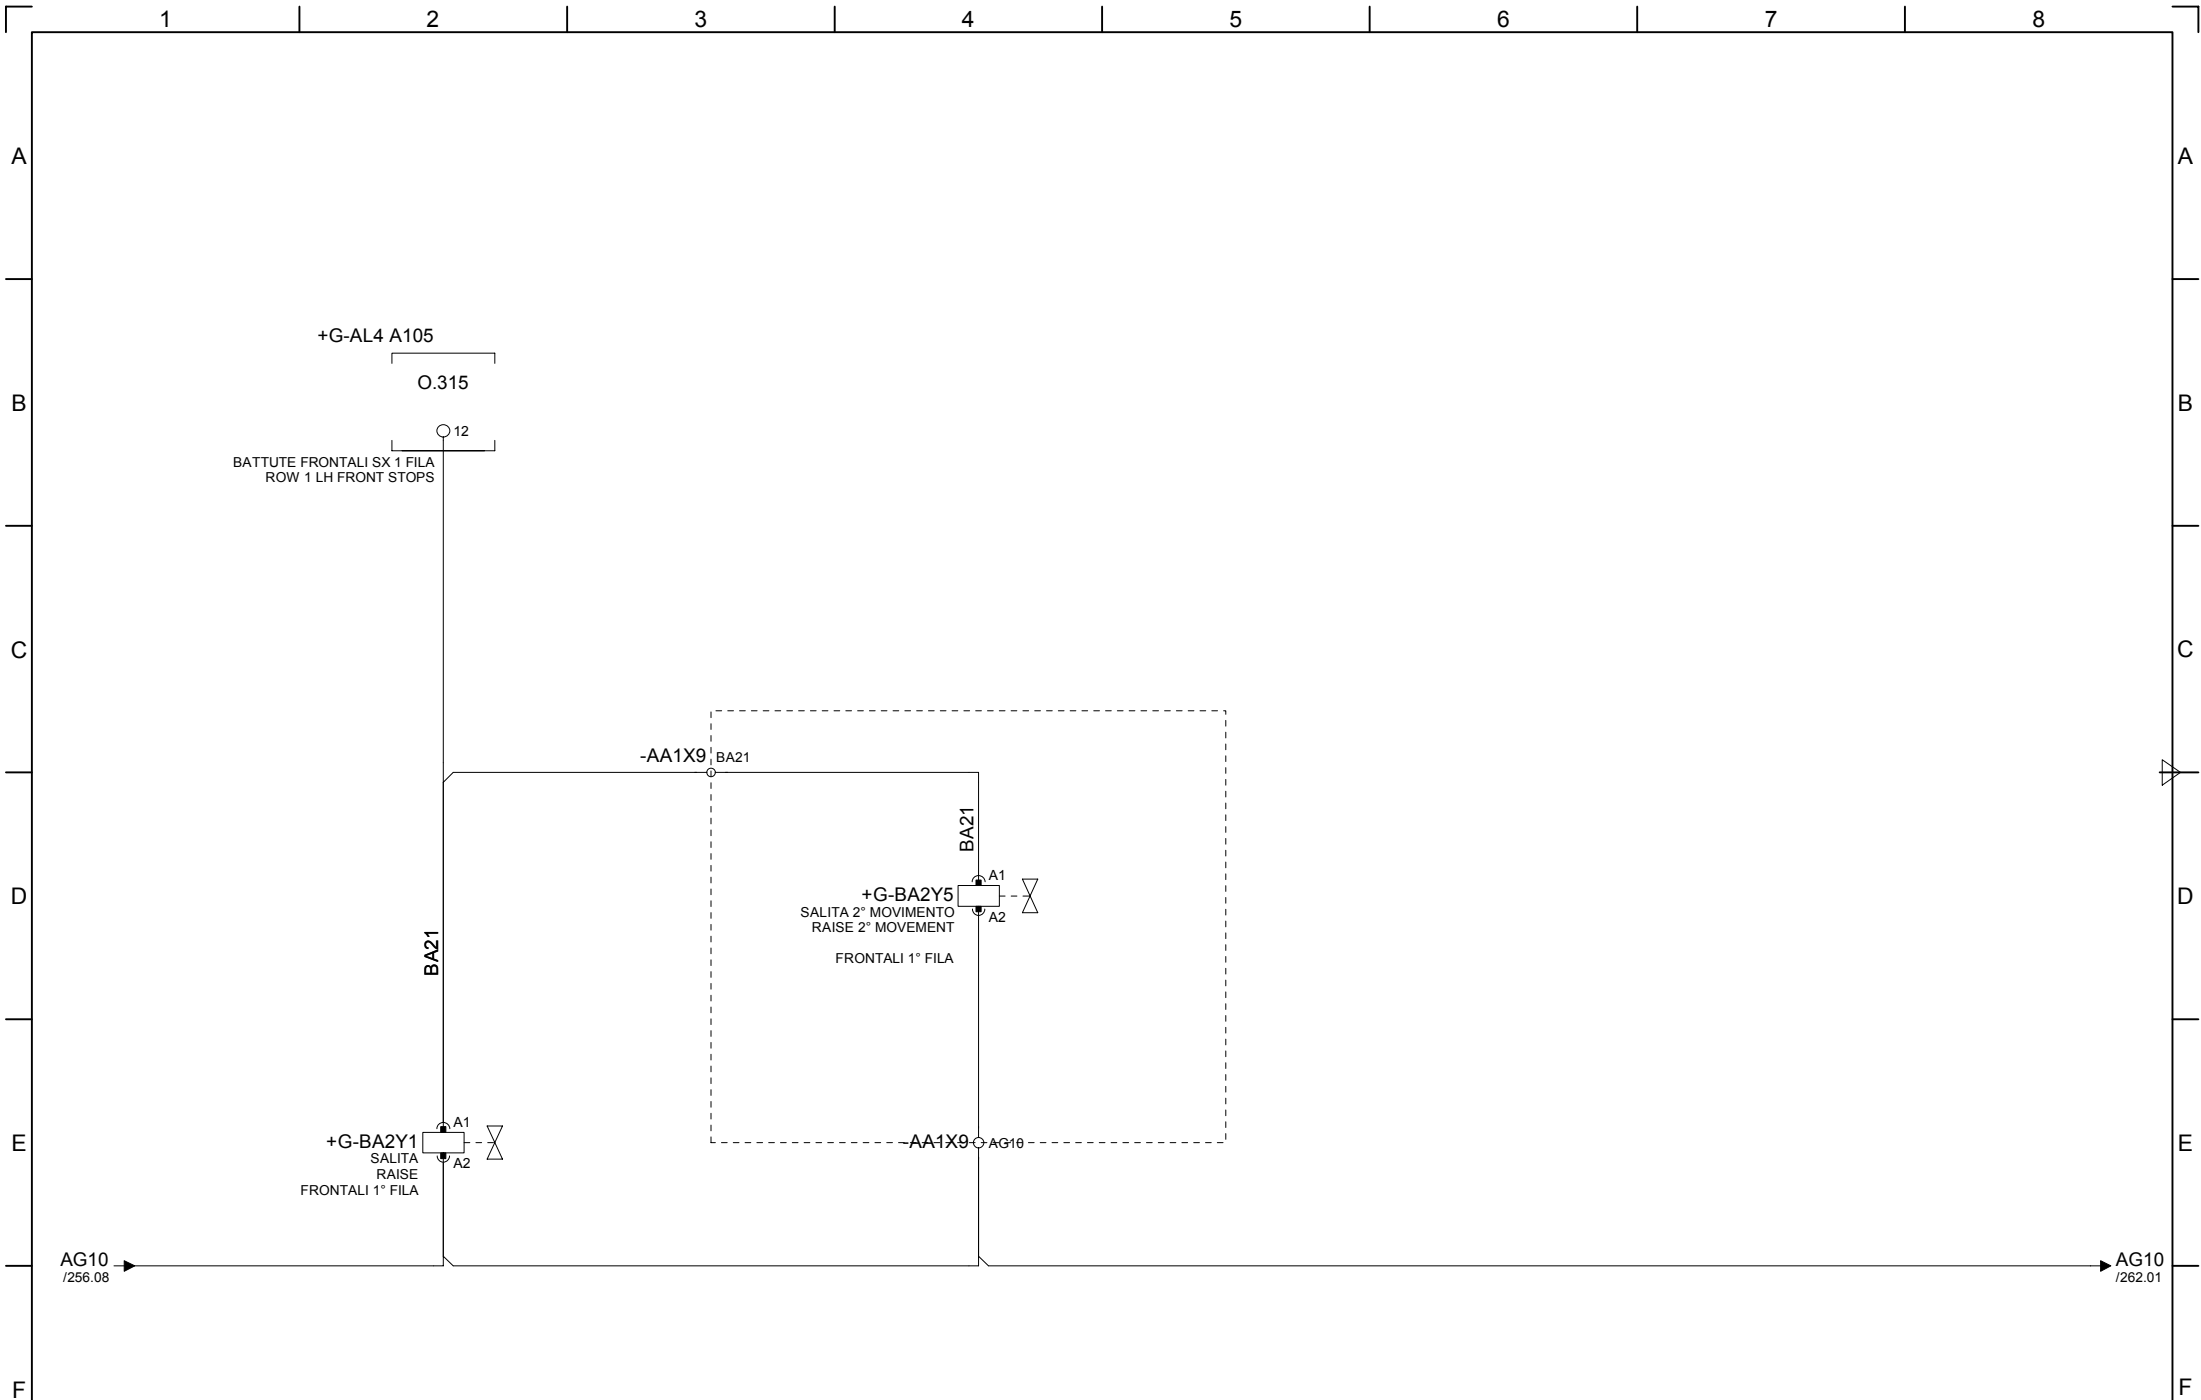 1 2 3 4 5 6 7 8
A A
+G-AL4 A105
O.315
B B
12
BATTUTE FRONTALI SX 1 FILA
ROW 1 LH FRONT STOPS
C C
-AA1X9 BA21
BA21
A1
+G-BA2Y5
D D
SALITA 2° MOVIMENTO
A2
RAISE 2° MOVEMENT
FRONTALI 1° FILA
BA21
A1
+G-BA2Y1
E E
-AA1X9 AG10
SALITA
A2
RAISE
FRONTALI 1° FILA
AG10 AG10
/256.08 /262.01
F F